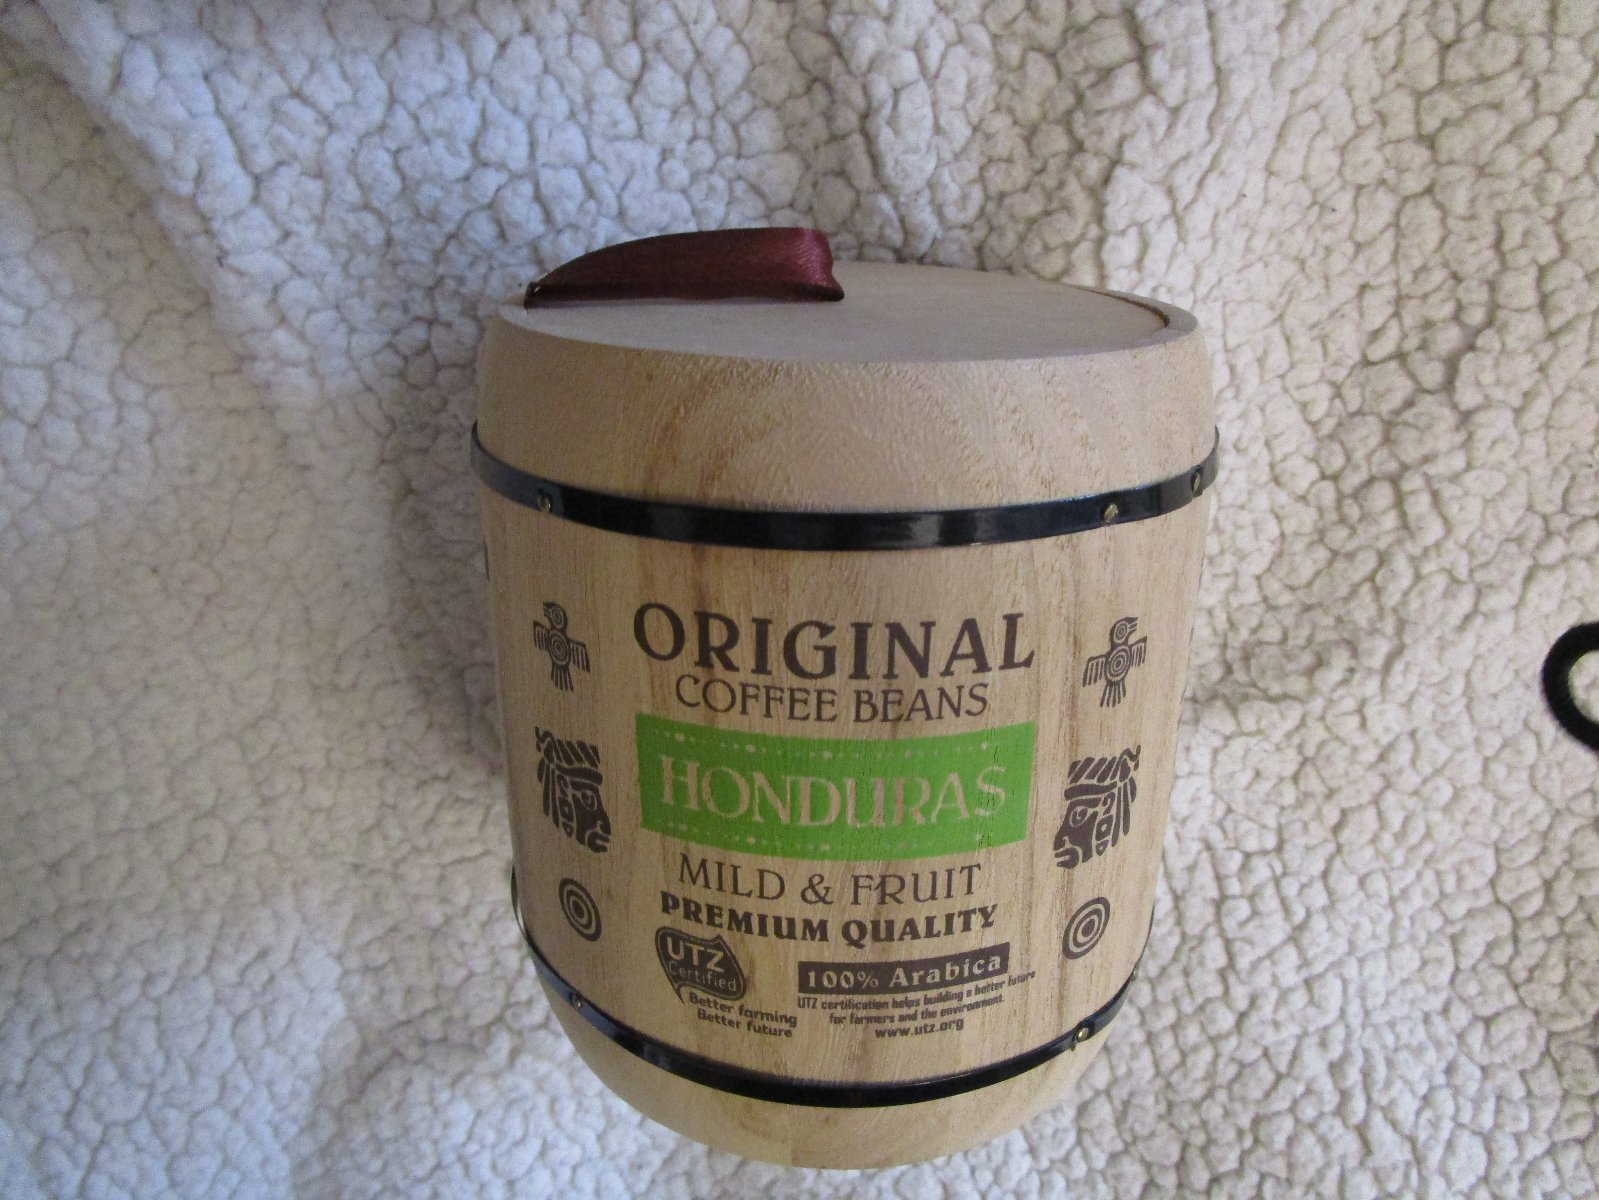 ORIGINAL
COFFEE BEANS
HONDURAS
MILD & FRUIT
PREMIUM QUALITY
UTZ
Certified
Better farming
Better future
100% Arabica
UTZ certification helps building a better future
for farmers and the environment.
www.utz.org